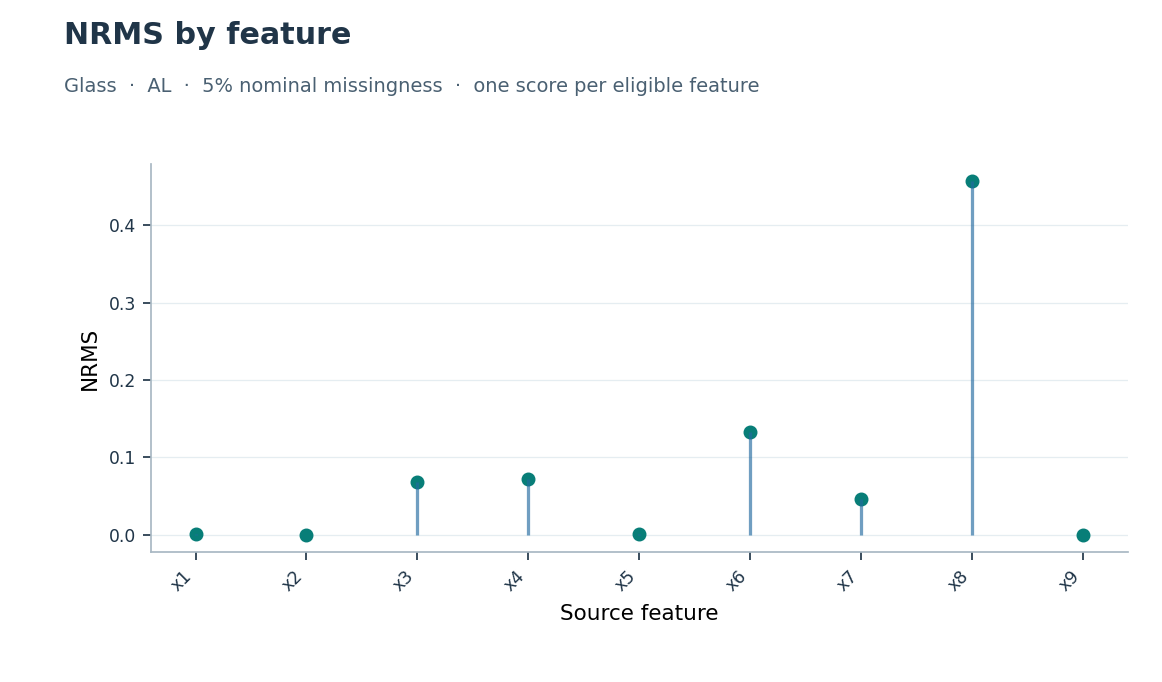 NRMS by feature
Glass · AL · 5% nominal missingness · one score per eligible feature
NRMS
0.4
0.3
0.2
0.1
0.0
x1 x2 x3 x4 x5 x6 x7 x8 x9
Source feature